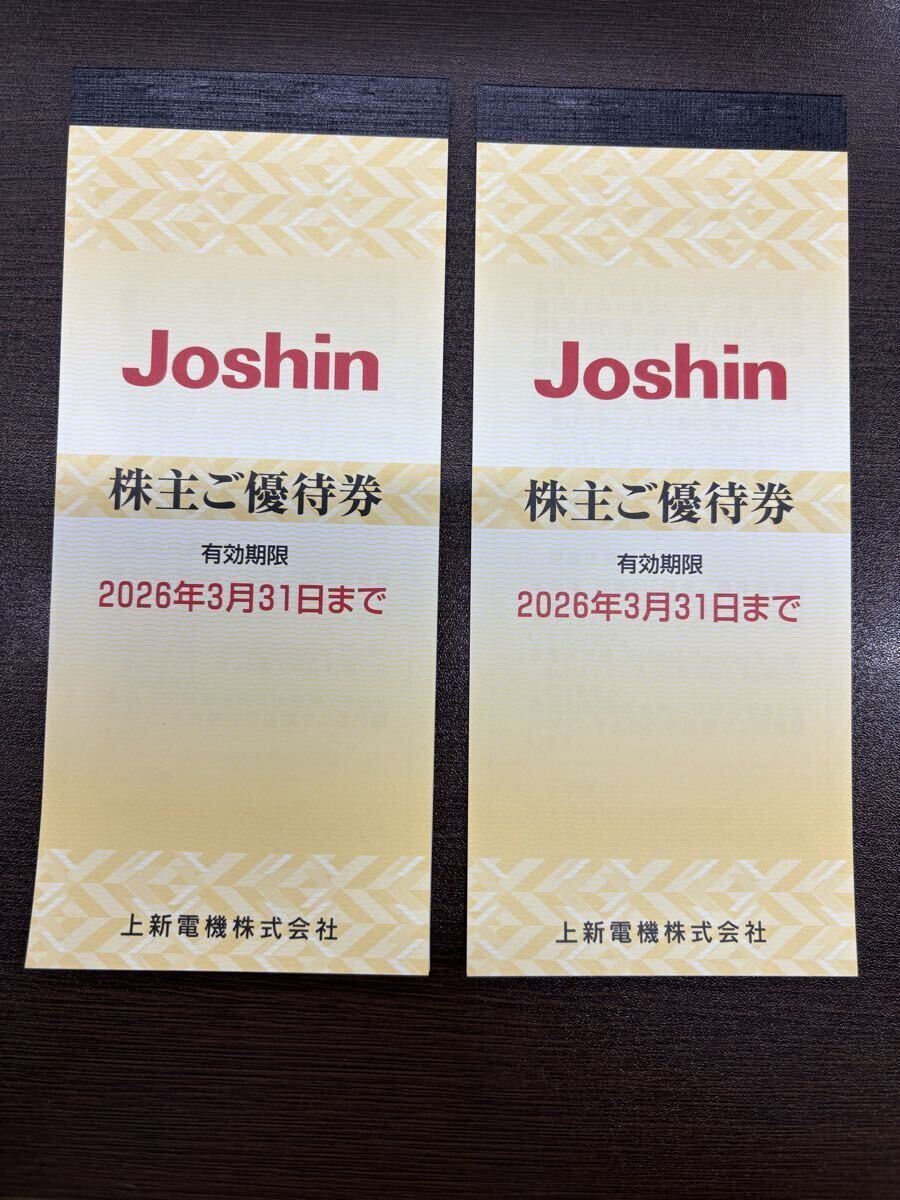 Joshin
株主ご優待券
有効期限
2026年3月31日まで
上新電機株式会社
Joshin
株主ご優待券
有効期限
2026年3月31日まで
上新電機株式会社